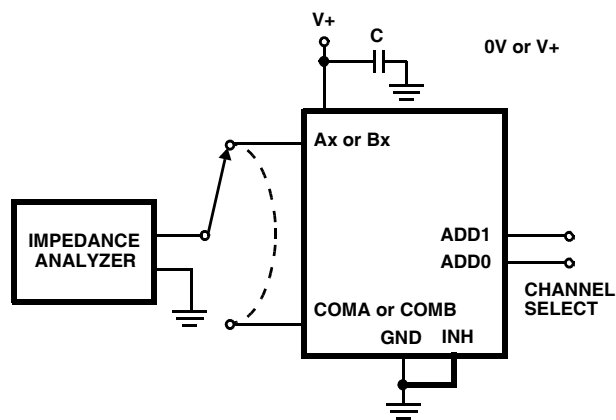 V+
C
0V or V+
Ax or Bx
IMPEDANCE
ANALYZER
ADD1
ADD0
CHANNEL
SELECT
COMA or COMB
GND INH